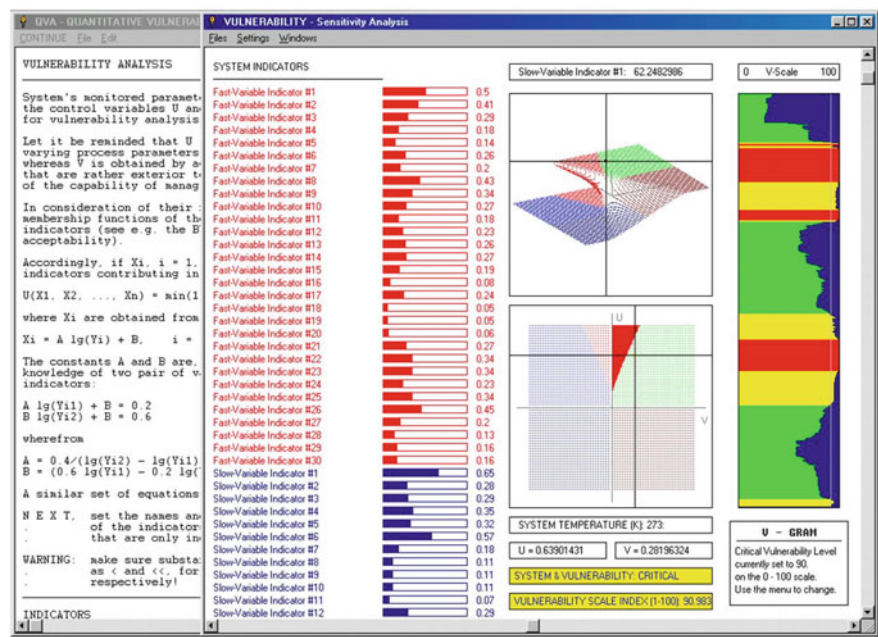 QVA - QUANTITATIVE VULNERA
CONTINUE File Edit
VULNERABILITY ANALYSIS
System's monitored paramet
the control variables U an
for vulnerability analysis
Let it be reminded that U
varying process parameters
whereas V is obtained by a
that are rather exterior t
of the capability of manag
In consideration of their
membership functions of th
indicators (see e.g. the B
acceptability).
Accordingly, if Xi, i = 1,
indicators contributing in
U(X1, X2, ..., Xn) = min(1
where Xi are obtained from
Xi = A lg(Yi) + B, i =
The constants A and B are,
knowledge of two pair of v
indicators:
A lg(Yi1) + B = 0.2
B lg(Yi2) + B = 0.6
wherefrom
A = 0.4/(lg(Yi2) - lg(Yi1)
B = (0.6 lg(Yi1) - 0.2 lg(
A similar set of equations
N E X T, set the names an
. of the indicator
. that are only in
WARNING: make sure substa
. as < and <<, for
. respectively!
INDICATORS
VULNERABILITY - Sensitivity Analysis
Files Settings Windows
SYSTEM INDICATORS
Fast-Variable Indicator #1 0.5
Fast-Variable Indicator #2 0.41
Fast-Variable Indicator #3 0.29
Fast-Variable Indicator #4 0.18
Fast-Variable Indicator #5 0.14
Fast-Variable Indicator #6 0.26
Fast-Variable Indicator #7 0.2
Fast-Variable Indicator #8 0.43
Fast-Variable Indicator #9 0.34
Fast-Variable Indicator #10 0.27
Fast-Variable Indicator #11 0.18
Fast-Variable Indicator #12 0.23
Fast-Variable Indicator #13 0.26
Fast-Variable Indicator #14 0.27
Fast-Variable Indicator #15 0.19
Fast-Variable Indicator #16 0.08
Fast-Variable Indicator #17 0.24
Fast-Variable Indicator #18 0.05
Fast-Variable Indicator #19 0.05
Fast-Variable Indicator #20 0.06
Fast-Variable Indicator #21 0.27
Fast-Variable Indicator #22 0.34
Fast-Variable Indicator #23 0.34
Fast-Variable Indicator #24 0.23
Fast-Variable Indicator #25 0.34
Fast-Variable Indicator #26 0.45
Fast-Variable Indicator #27 0.2
Fast-Variable Indicator #28 0.13
Fast-Variable Indicator #29 0.16
Fast-Variable Indicator #30 0.16
Slow-Variable Indicator #1 0.65
Slow-Variable Indicator #2 0.28
Slow-Variable Indicator #3 0.29
Slow-Variable Indicator #4 0.35
Slow-Variable Indicator #5 0.32
Slow-Variable Indicator #6 0.57
Slow-Variable Indicator #7 0.18
Slow-Variable Indicator #8 0.11
Slow-Variable Indicator #9 0.11
Slow-Variable Indicator #10 0.11
Slow-Variable Indicator #11 0.07
Slow-Variable Indicator #12 0.29
Slow-Variable Indicator #1: 62.2482986
U
V
SYSTEM TEMPERATURE (K): 273:
U = 0.63901431 V = 0.28196324
SYSTEM & VULNERABILITY: CRITICAL
VULNERABILITY SCALE INDEX (1-100): 90.983
0 V-Scale 100
U - GRAM
Critical Vulnerability Level
currently set to 90.
on the 0 - 100 scale.
Use the menu to change.